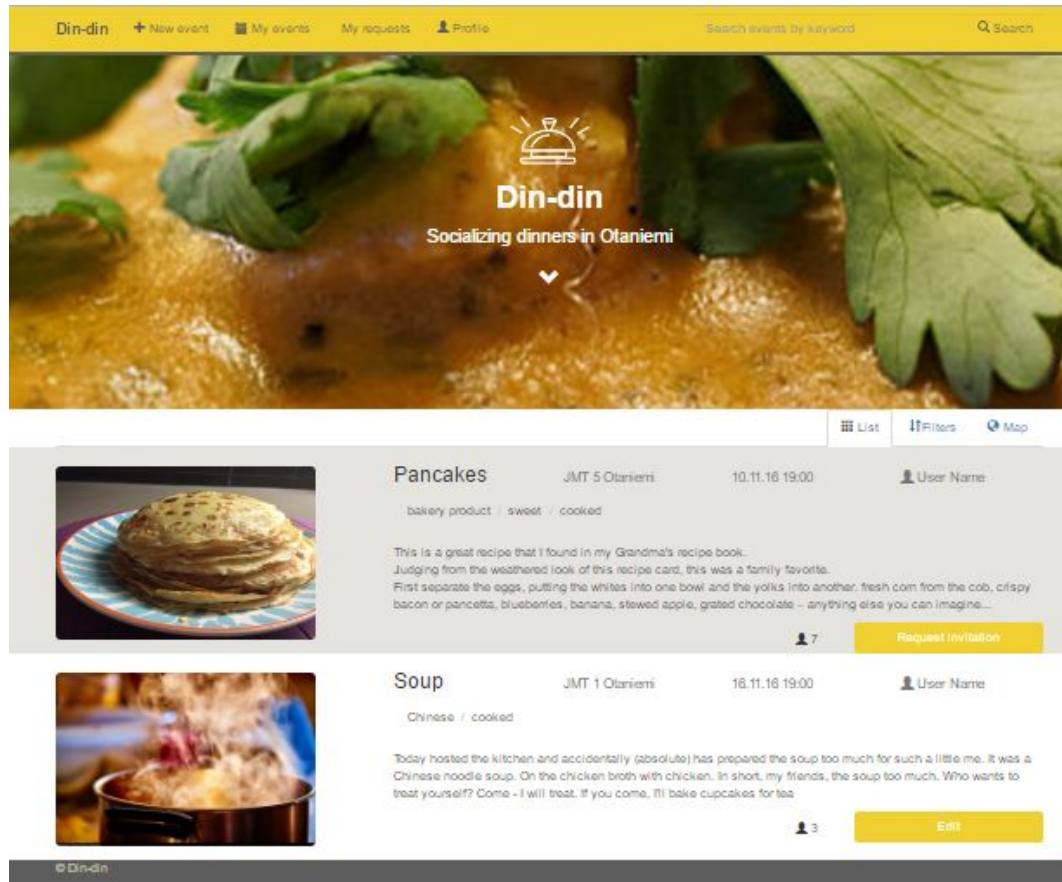 Din-din New event My events My requests Profile Search events by keyword Search
Din-din
Socializing dinners in Otaniemi
List Filters Map
Pancakes JMT 5 Otaniemi 10.11.16 19:00 User Name
bakery product / sweet / cooked
This is a great recipe that I found in my Grandma's recipe book.
Judging from the weathered look of this recipe card, this was a family favorite.
First separate the eggs, putting the whites into one bowl and the yolks into another. fresh corn from the cob, crispy
bacon or pancetta, blueberries, banana, stewed apple, grated chocolate – anything else you can imagine...
7 Request invitation
Soup JMT 1 Otaniemi 16.11.16 19:00 User Name
Chinese / cooked
Today hosted the kitchen and accidentally (absolute) has prepared the soup too much for such a little me. It was a
Chinese noodle soup. On the chicken broth with chicken. In short, my friends, the soup too much. Who wants to
treat yourself? Come - I will treat. If you come, I'll bake cupcakes for tea
3 Edit
© Din-din